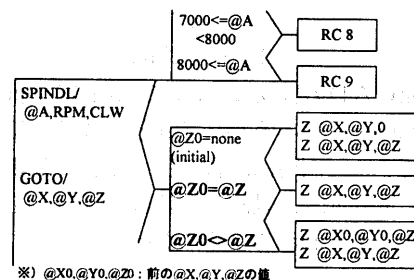 7000<=@A
<8000
RC 8
8000<=@A
RC 9
SPINDL/
@A,RPM,CLW
@Z0=none
(initial)
Z @X,@Y,0
Z @X,@Y,@Z
GOTO/
@X,@Y,@Z
@Z0=@Z
Z @X,@Y,@Z
@Z0<>@Z
Z @X0,@Y0,@Z
Z @X,@Y,@Z
※) @X0,@Y0,@Z0 : 前の@X,@Y,@Zの値